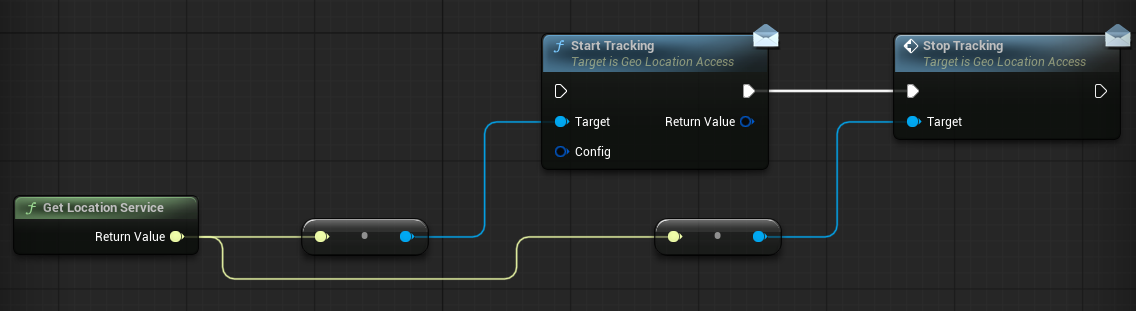 Start Tracking
Target is Geo Location Access
Target
Return Value
Config
Stop Tracking
Target is Geo Location Access
Target
Get Location Service
Return Value